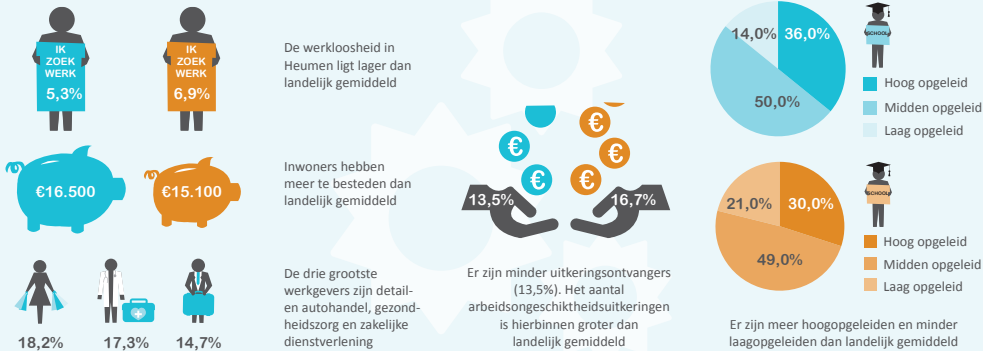 IK
ZOEK
WERK
5,3%
IK
ZOEK
WERK
6,9%
De werkloosheid in
Heumen ligt lager dan
landelijk gemiddeld
€16.500
€15.100
Inwoners hebben
meer te besteden dan
landelijk gemiddeld
18,2%
17,3%
14,7%
De drie grootste
werkgevers zijn detail-
en autohandel, gezond-
heidszorg en zakelijke
dienstverlening
€
€
€
€
€
13,5%
16,7%
Er zijn minder uitkeringsontvangers
(13,5%). Het aantal
arbeidsongeschiktheidsuitkeringen
is hierbinnen groter dan
landelijk gemiddeld
14,0%
36,0%
50,0%
SCHOOL
Hoog opgeleid
Midden opgeleid
Laag opgeleid
21,0%
30,0%
49,0%
SCHOOL
Hoog opgeleid
Midden opgeleid
Laag opgeleid
Er zijn meer hoogopgeleiden en minder
laagopgeleiden dan landelijk gemiddeld